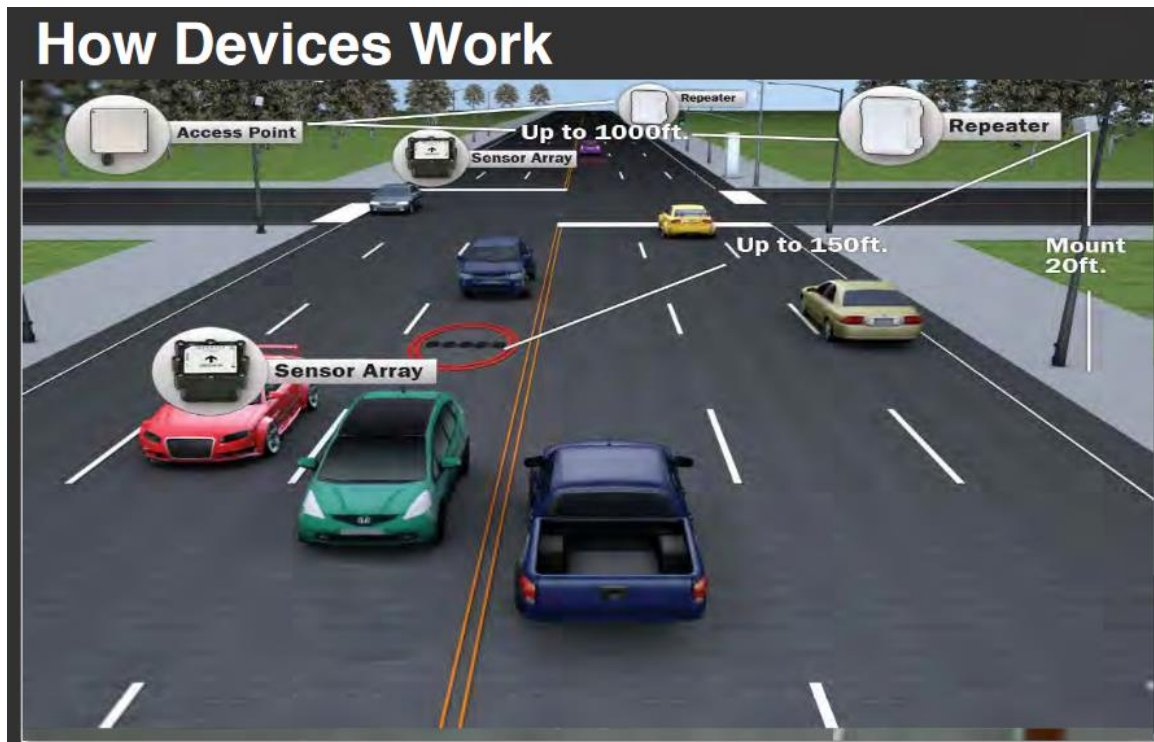 How Devices Work
Repeater
Access Point
Up to 1000ft.
Repeater
Sensor Array
Up to 150ft.
Mount
20ft.
Sensor Array